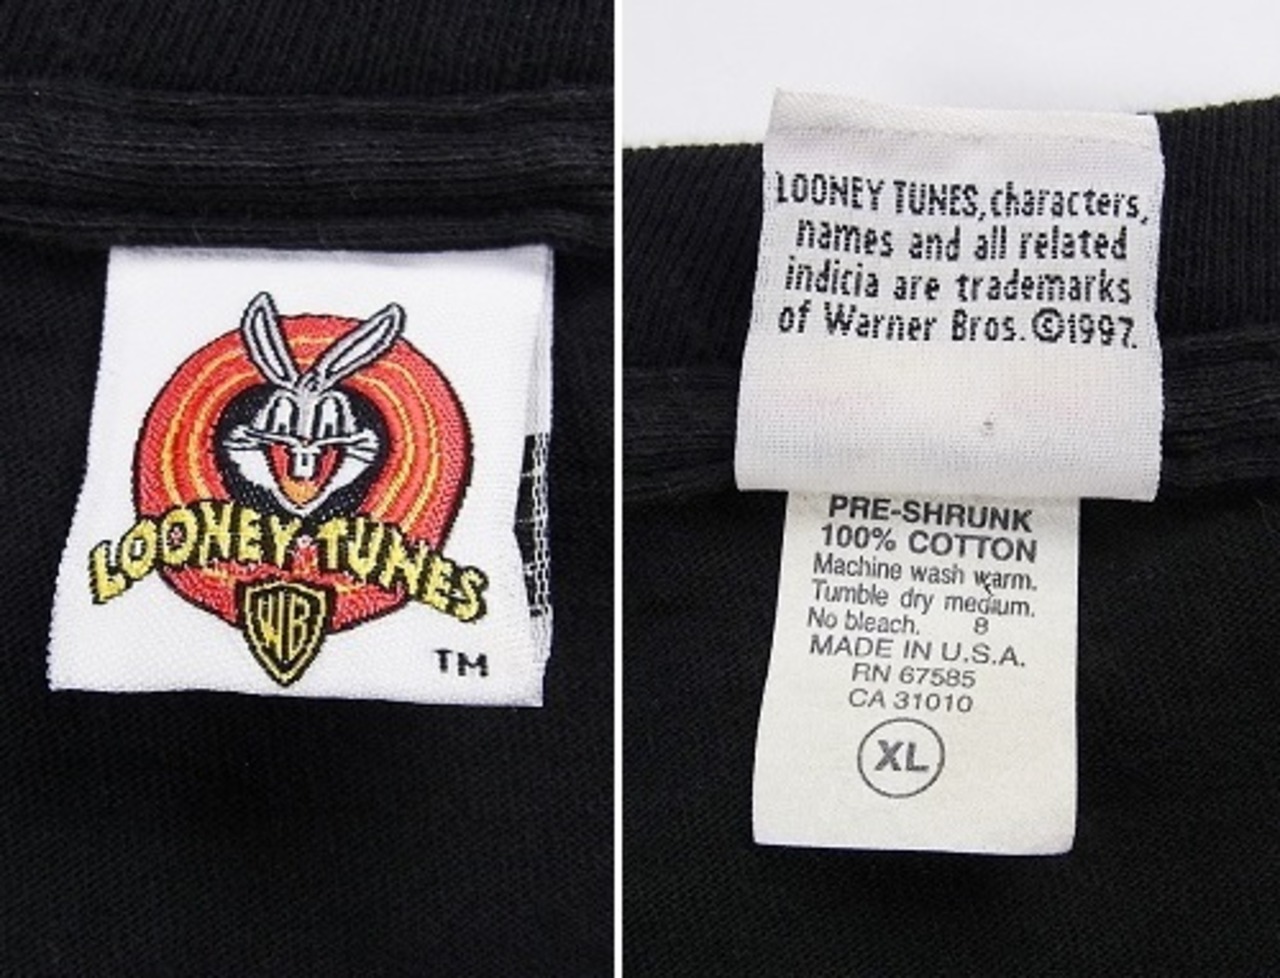 LOONEY TUNES
WB
TM
LOONEY TUNES, characters,
names and all related
indicia are trademarks
of Warner Bros. ©1997.
PRE-SHRUNK
100% COTTON
Machine wash warm.
Tumble dry medium.
No bleach. 8
MADE IN U.S.A.
RN 67585
CA 31010
XL